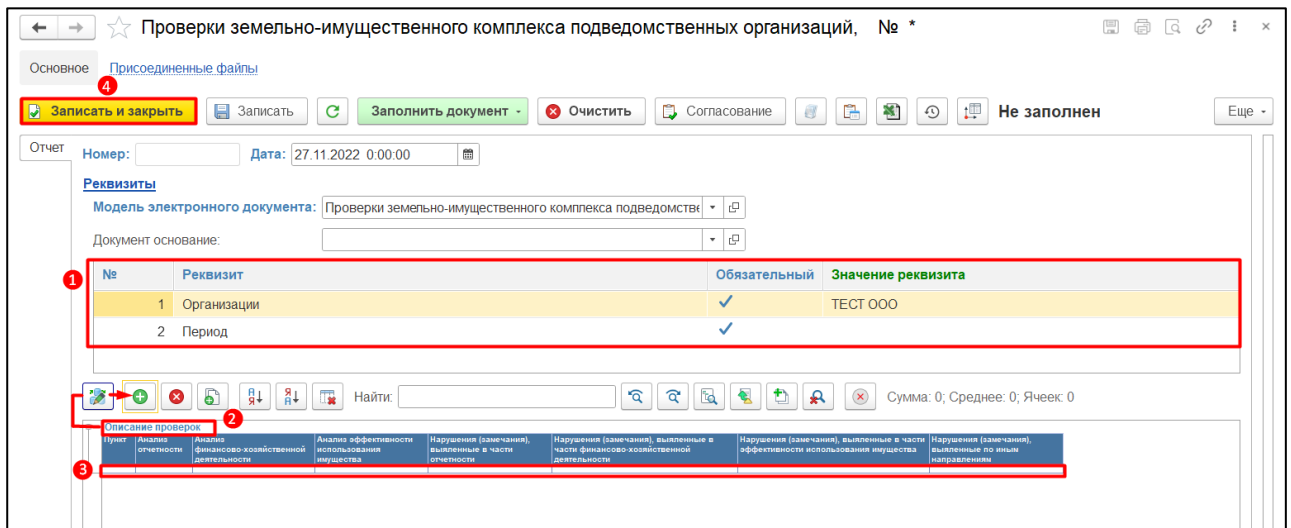 Проверки земельно-имущественного комплекса подведомственных организаций, № *
Основное Присоединенные файлы
4
Записать и закрыть Записать Заполнить документ Очистить Согласование Не заполнен Еще
Отчет
Номер: Дата: 27.11.2022 0:00:00
Реквизиты
Модель электронного документа: Проверки земельно-имущественного комплекса подведомстве
Документ основание:
1
№ Реквизит Обязательный Значение реквизита
1 Организации ТЕСТ ООО
2 Период
Найти: Сумма: 0; Среднее: 0; Ячеек: 0
2
Описание проверок
Пункт Анализ Анализ Анализ эффективности Нарушения (замечания), Нарушения (замечания), выяленные в Нарушения (замечания), выяленные в части Нарушения (замечания),
отчетности финансово-хозяйственной использования выяленные в части части финансово-хозяйственной эффективности использования имущества выяленные по иным
деятельности имущества отчетности деятельности направлениям
3